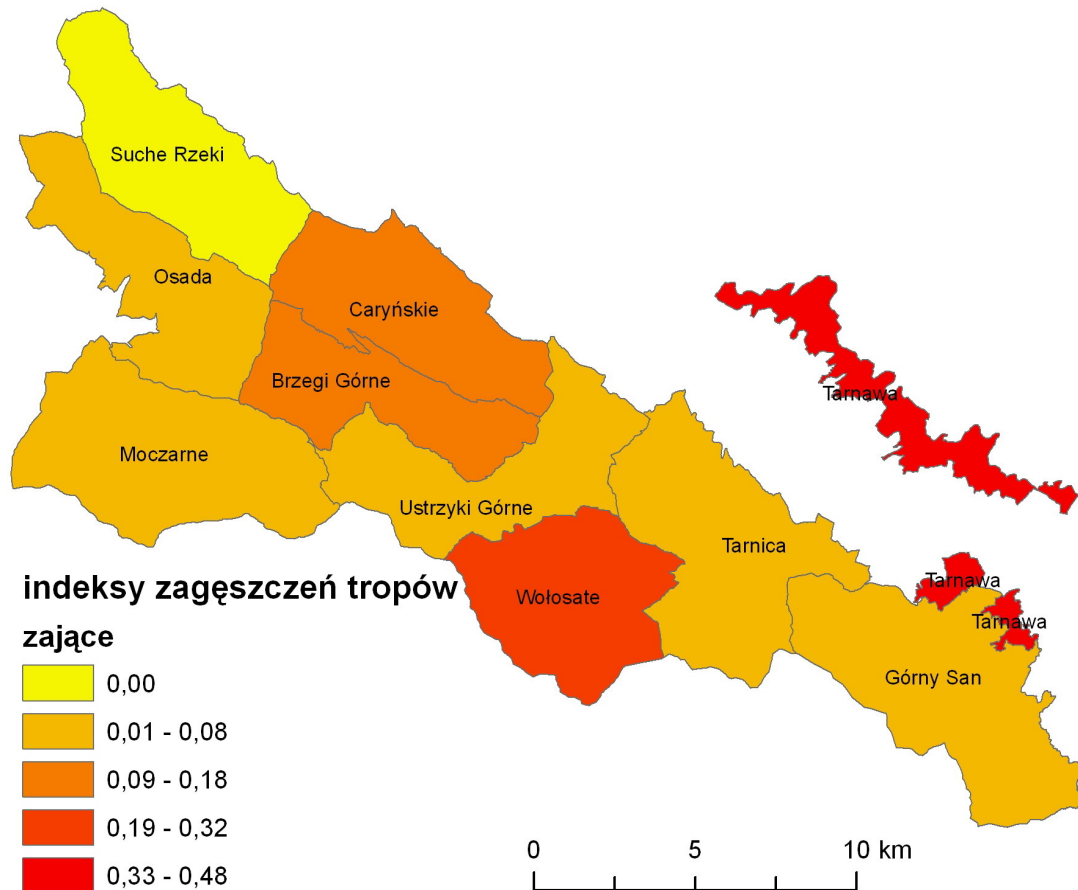 Suche Rzeki
Osada
Caryńskie
Brzegi Górne
Tarnawa
Moczarne
Ustrzyki Górne
Tarnica
Tarnawa
Wołosate
Tarnawa
Górny San
indeksy zagęszczeń tropów
zające
0,00
0,01 - 0,08
0,09 - 0,18
0,19 - 0,32
0,33 - 0,48
0 5 10 km